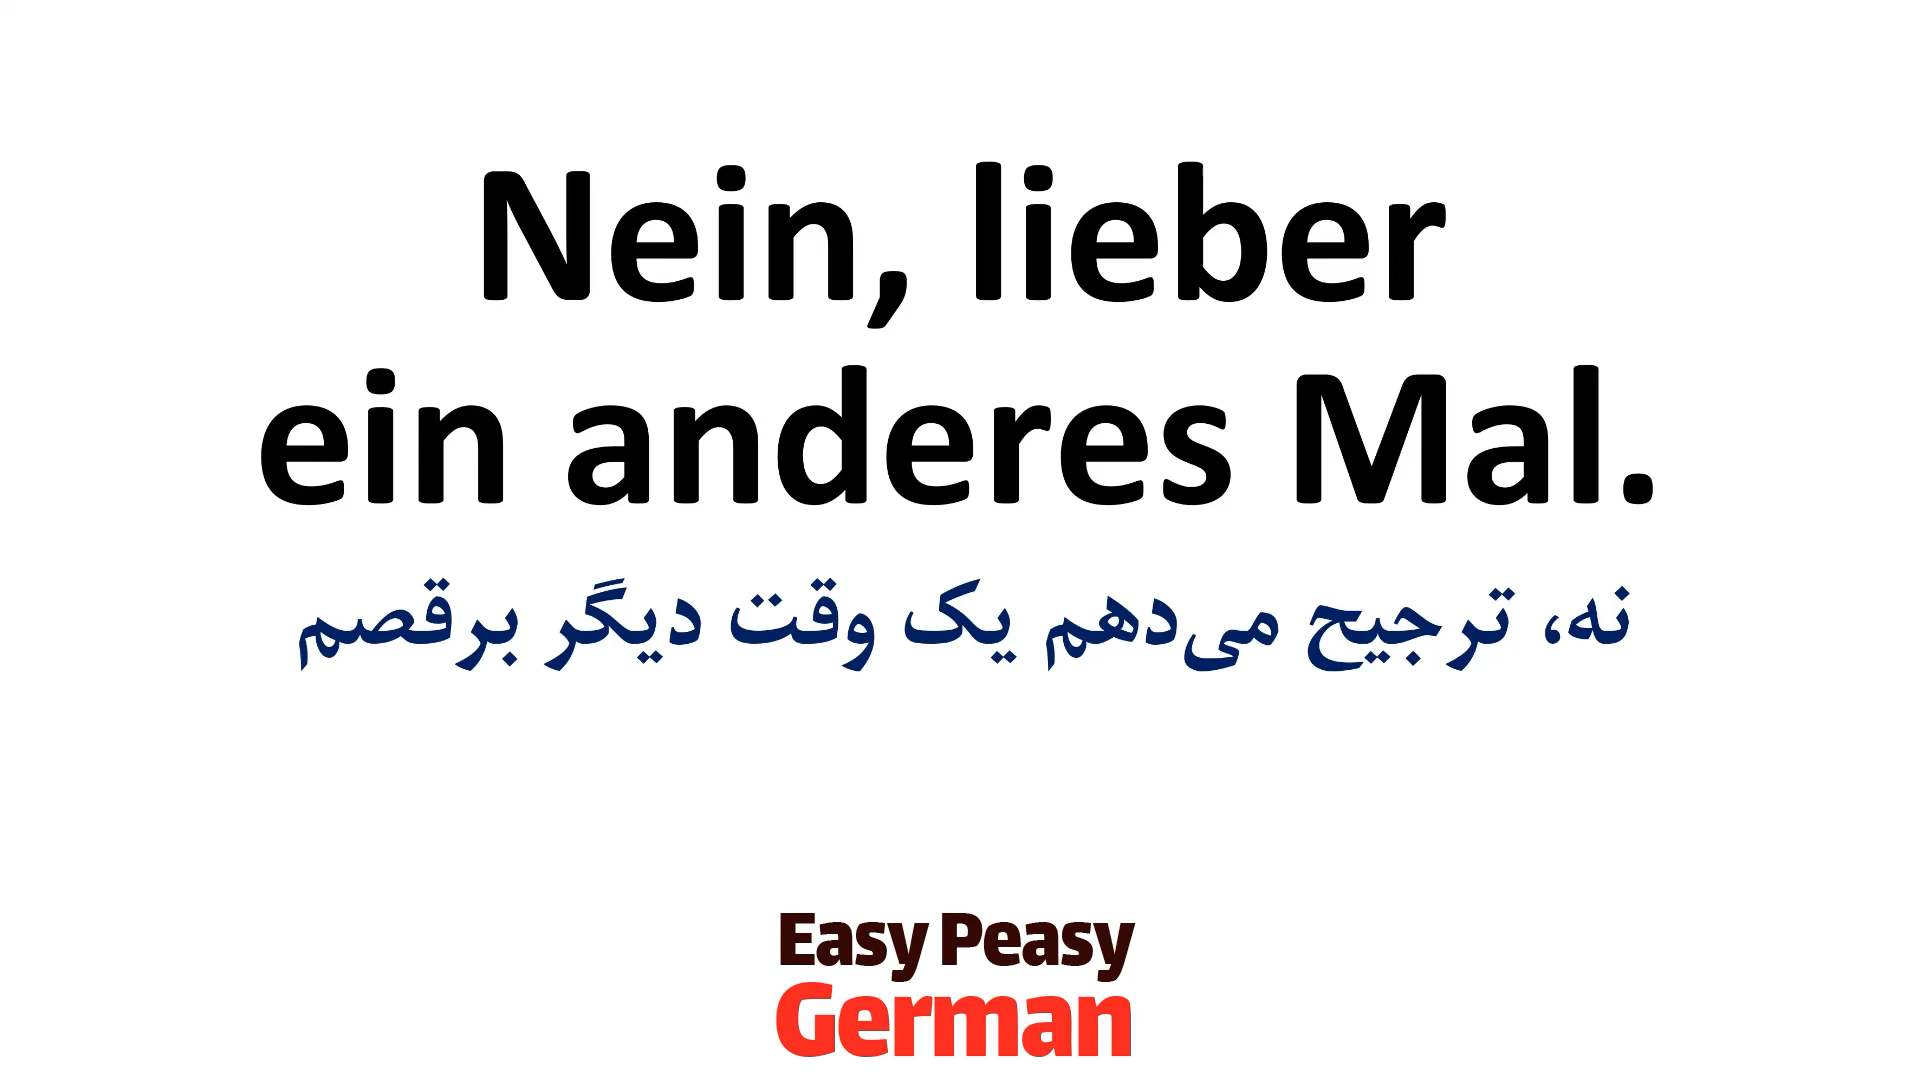 Nein, lieber
ein anderes Mal.
نه، ترجیح می‌دهم یک وقت دیگر برقصم
Easy Peasy
German